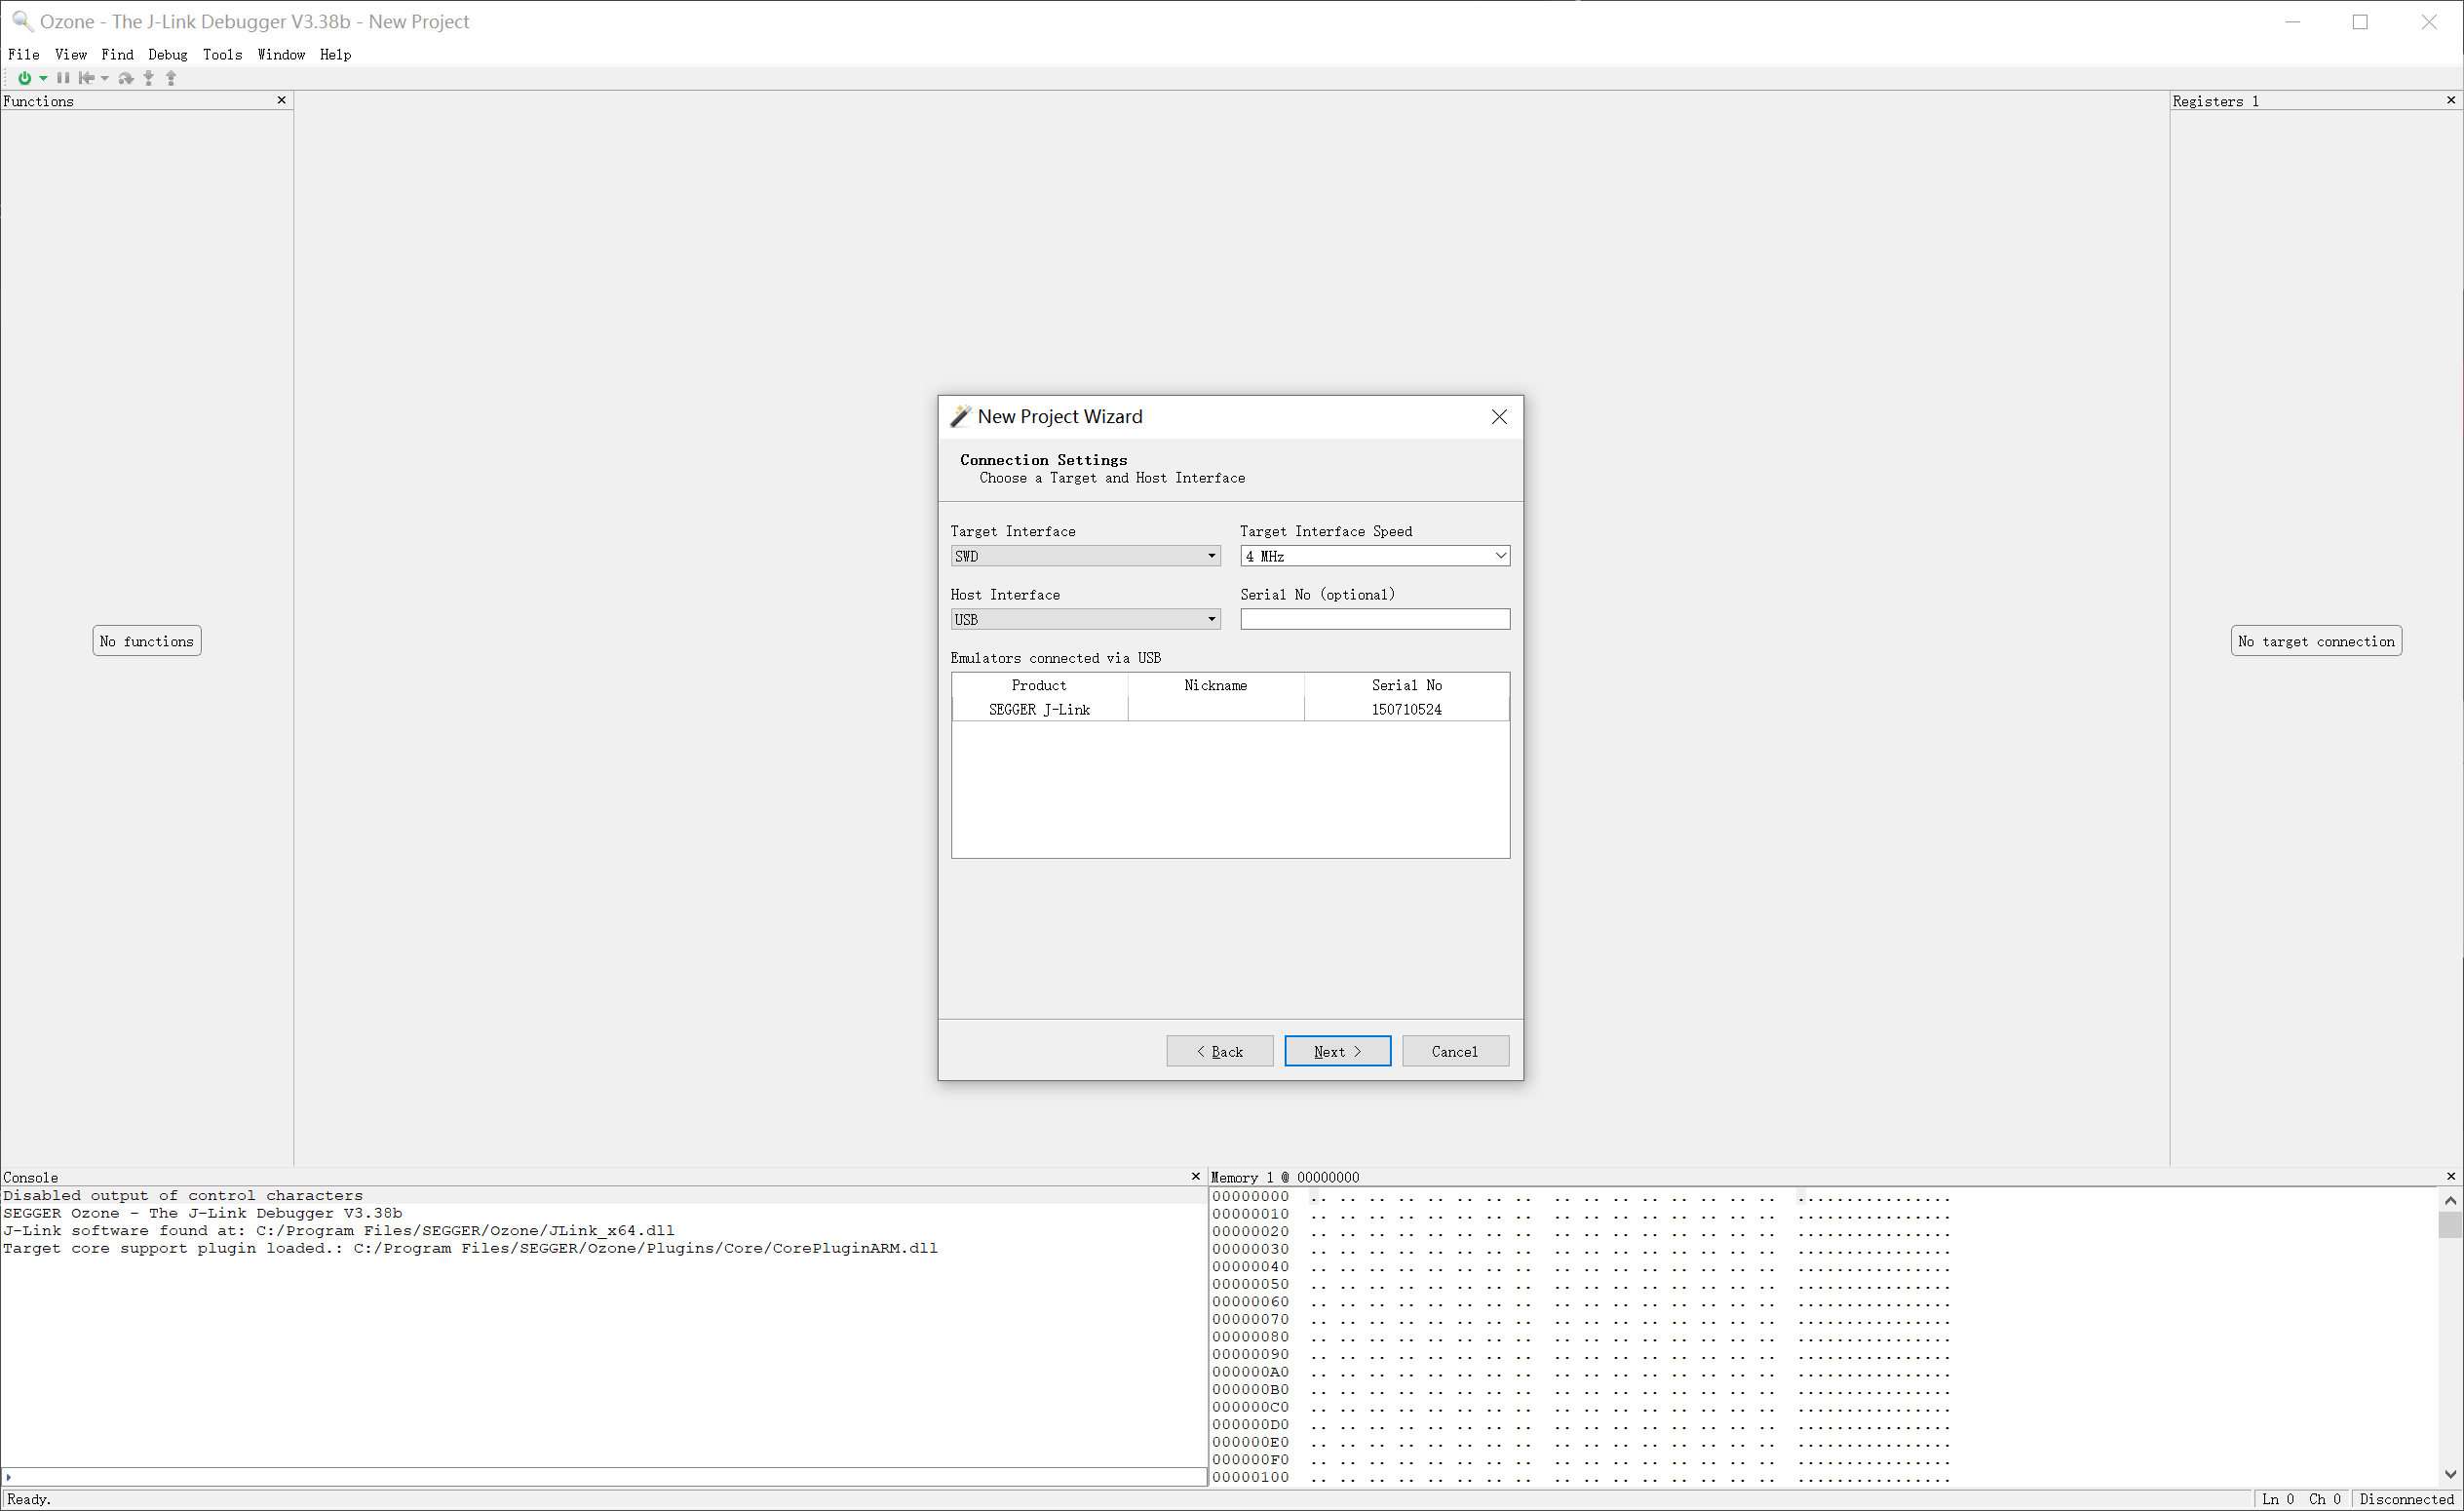 Ozone - The J-Link Debugger V3.38b - New Project
File View Find Debug Tools Window Help
Functions
Registers 1
No functions
No target connection
New Project Wizard
Connection Settings
Choose a Target and Host Interface
Target Interface
Target Interface Speed
SWD
4 MHz
Host Interface
Serial No (optional)
USB
Emulators connected via USB
Product Nickname Serial No
SEGGER J-Link 150710524
< Back
Next >
Cancel
Console
Disabled output of control characters
SEGGER Ozone - The J-Link Debugger V3.38b
J-Link software found at: C:/Program Files/SEGGER/Ozone/JLink_x64.dll
Target core support plugin loaded.: C:/Program Files/SEGGER/Ozone/Plugins/Core/CorePluginARM.dll
Memory 1 @ 00000000
00000000 .. .. .. .. .. .. .. .. .. .. .. .. .. .. .. .. ................
00000010 .. .. .. .. .. .. .. .. .. .. .. .. .. .. .. .. ................
00000020 .. .. .. .. .. .. .. .. .. .. .. .. .. .. .. .. ................
00000030 .. .. .. .. .. .. .. .. .. .. .. .. .. .. .. .. ................
00000040 .. .. .. .. .. .. .. .. .. .. .. .. .. .. .. .. ................
00000050 .. .. .. .. .. .. .. .. .. .. .. .. .. .. .. .. ................
00000060 .. .. .. .. .. .. .. .. .. .. .. .. .. .. .. .. ................
00000070 .. .. .. .. .. .. .. .. .. .. .. .. .. .. .. .. ................
00000080 .. .. .. .. .. .. .. .. .. .. .. .. .. .. .. .. ................
00000090 .. .. .. .. .. .. .. .. .. .. .. .. .. .. .. .. ................
000000A0 .. .. .. .. .. .. .. .. .. .. .. .. .. .. .. .. ................
000000B0 .. .. .. .. .. .. .. .. .. .. .. .. .. .. .. .. ................
000000C0 .. .. .. .. .. .. .. .. .. .. .. .. .. .. .. .. ................
000000D0 .. .. .. .. .. .. .. .. .. .. .. .. .. .. .. .. ................
000000E0 .. .. .. .. .. .. .. .. .. .. .. .. .. .. .. .. ................
000000F0 .. .. .. .. .. .. .. .. .. .. .. .. .. .. .. .. ................
00000100 .. .. .. .. .. .. .. .. .. .. .. .. .. .. .. .. ................
Ready.
Ln 0 Ch 0 Disconnected